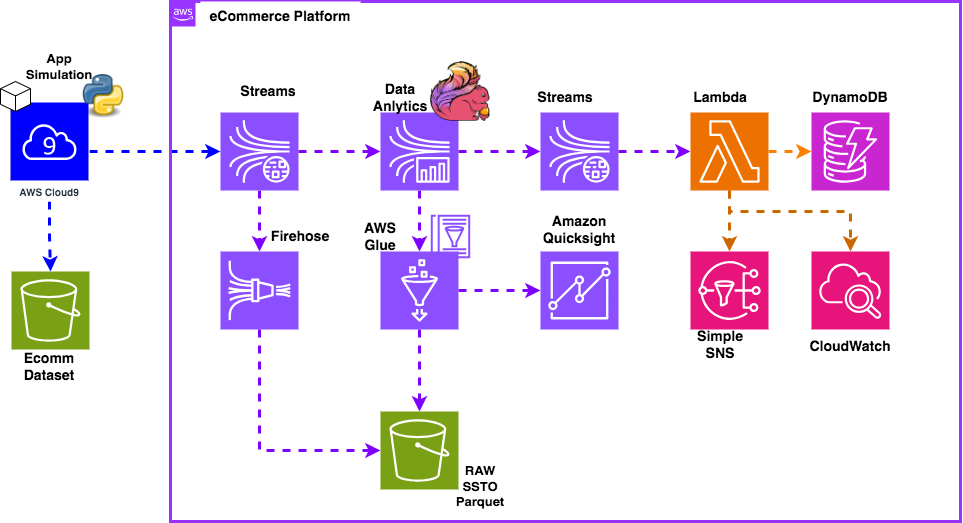 aws
eCommerce Platform
App
Simulation
9
AWS Cloud9
Ecomm
Dataset
Streams
Data
Anlytics
Streams
Lambda
DynamoDB
Firehose
AWS
Glue
Amazon
Quicksight
Simple
SNS
CloudWatch
RAW
SSTO
Parquet